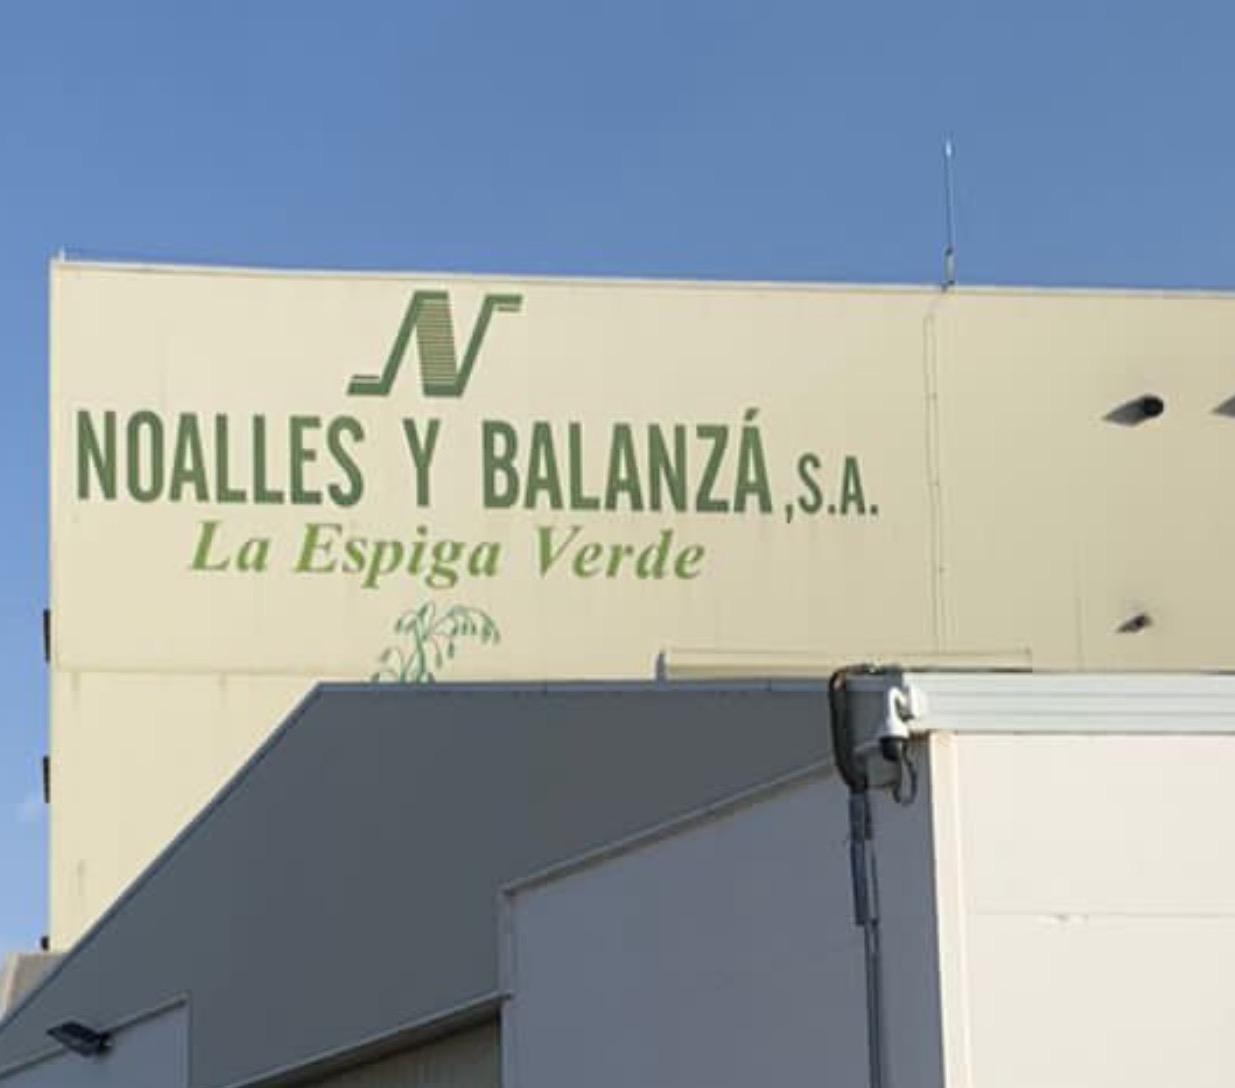 N
NOALLES Y BALANZÁ, S.A.
La Espiga Verde